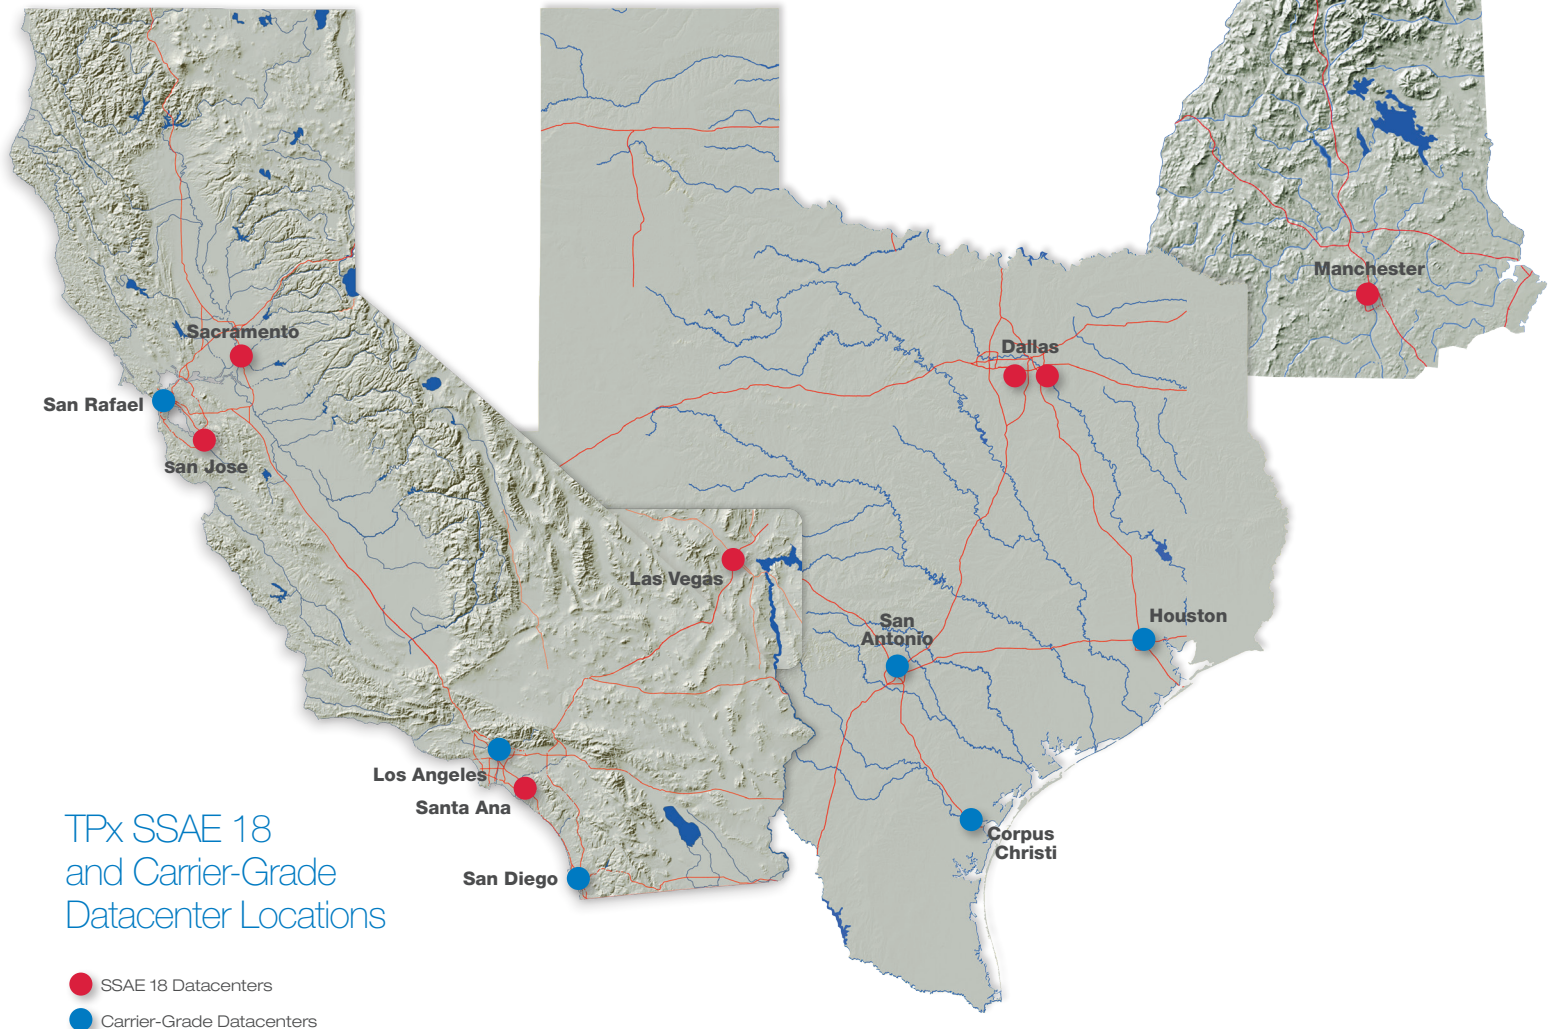 Manchester
Sacramento
Dallas
San Rafael
San Jose
Las Vegas
Houston
San
Antonio
Los Angeles
Santa Ana
Corpus
Christi
San Diego
TPx SSAE 18
and Carrier-Grade
Datacenter Locations
SSAE 18 Datacenters
Carrier-Grade Datacenters